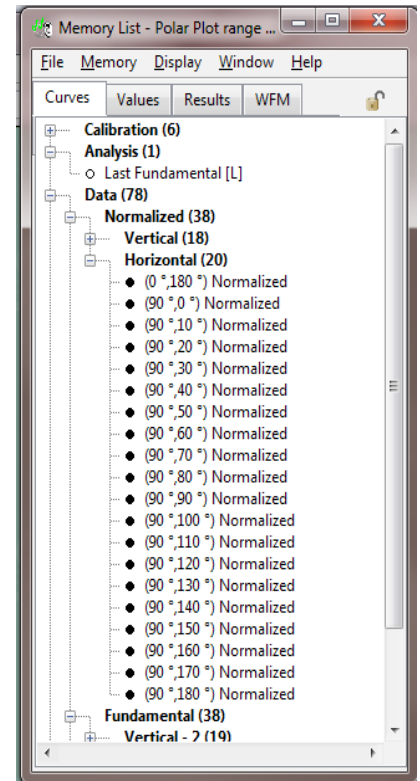 Memory List - Polar Plot range ...
File Memory Display Window Help
Curves Values Results WFM
Calibration (6)
Analysis (1)
Last Fundamental [L]
Data (78)
Normalized (38)
Vertical (18)
Horizontal (20)
(0 °,180 °) Normalized
(90 °,0 °) Normalized
(90 °,10 °) Normalized
(90 °,20 °) Normalized
(90 °,30 °) Normalized
(90 °,40 °) Normalized
(90 °,50 °) Normalized
(90 °,60 °) Normalized
(90 °,70 °) Normalized
(90 °,80 °) Normalized
(90 °,90 °) Normalized
(90 °,100 °) Normalized
(90 °,110 °) Normalized
(90 °,120 °) Normalized
(90 °,130 °) Normalized
(90 °,140 °) Normalized
(90 °,150 °) Normalized
(90 °,160 °) Normalized
(90 °,170 °) Normalized
(90 °,180 °) Normalized
Fundamental (38)
Vertical - 2 (19)